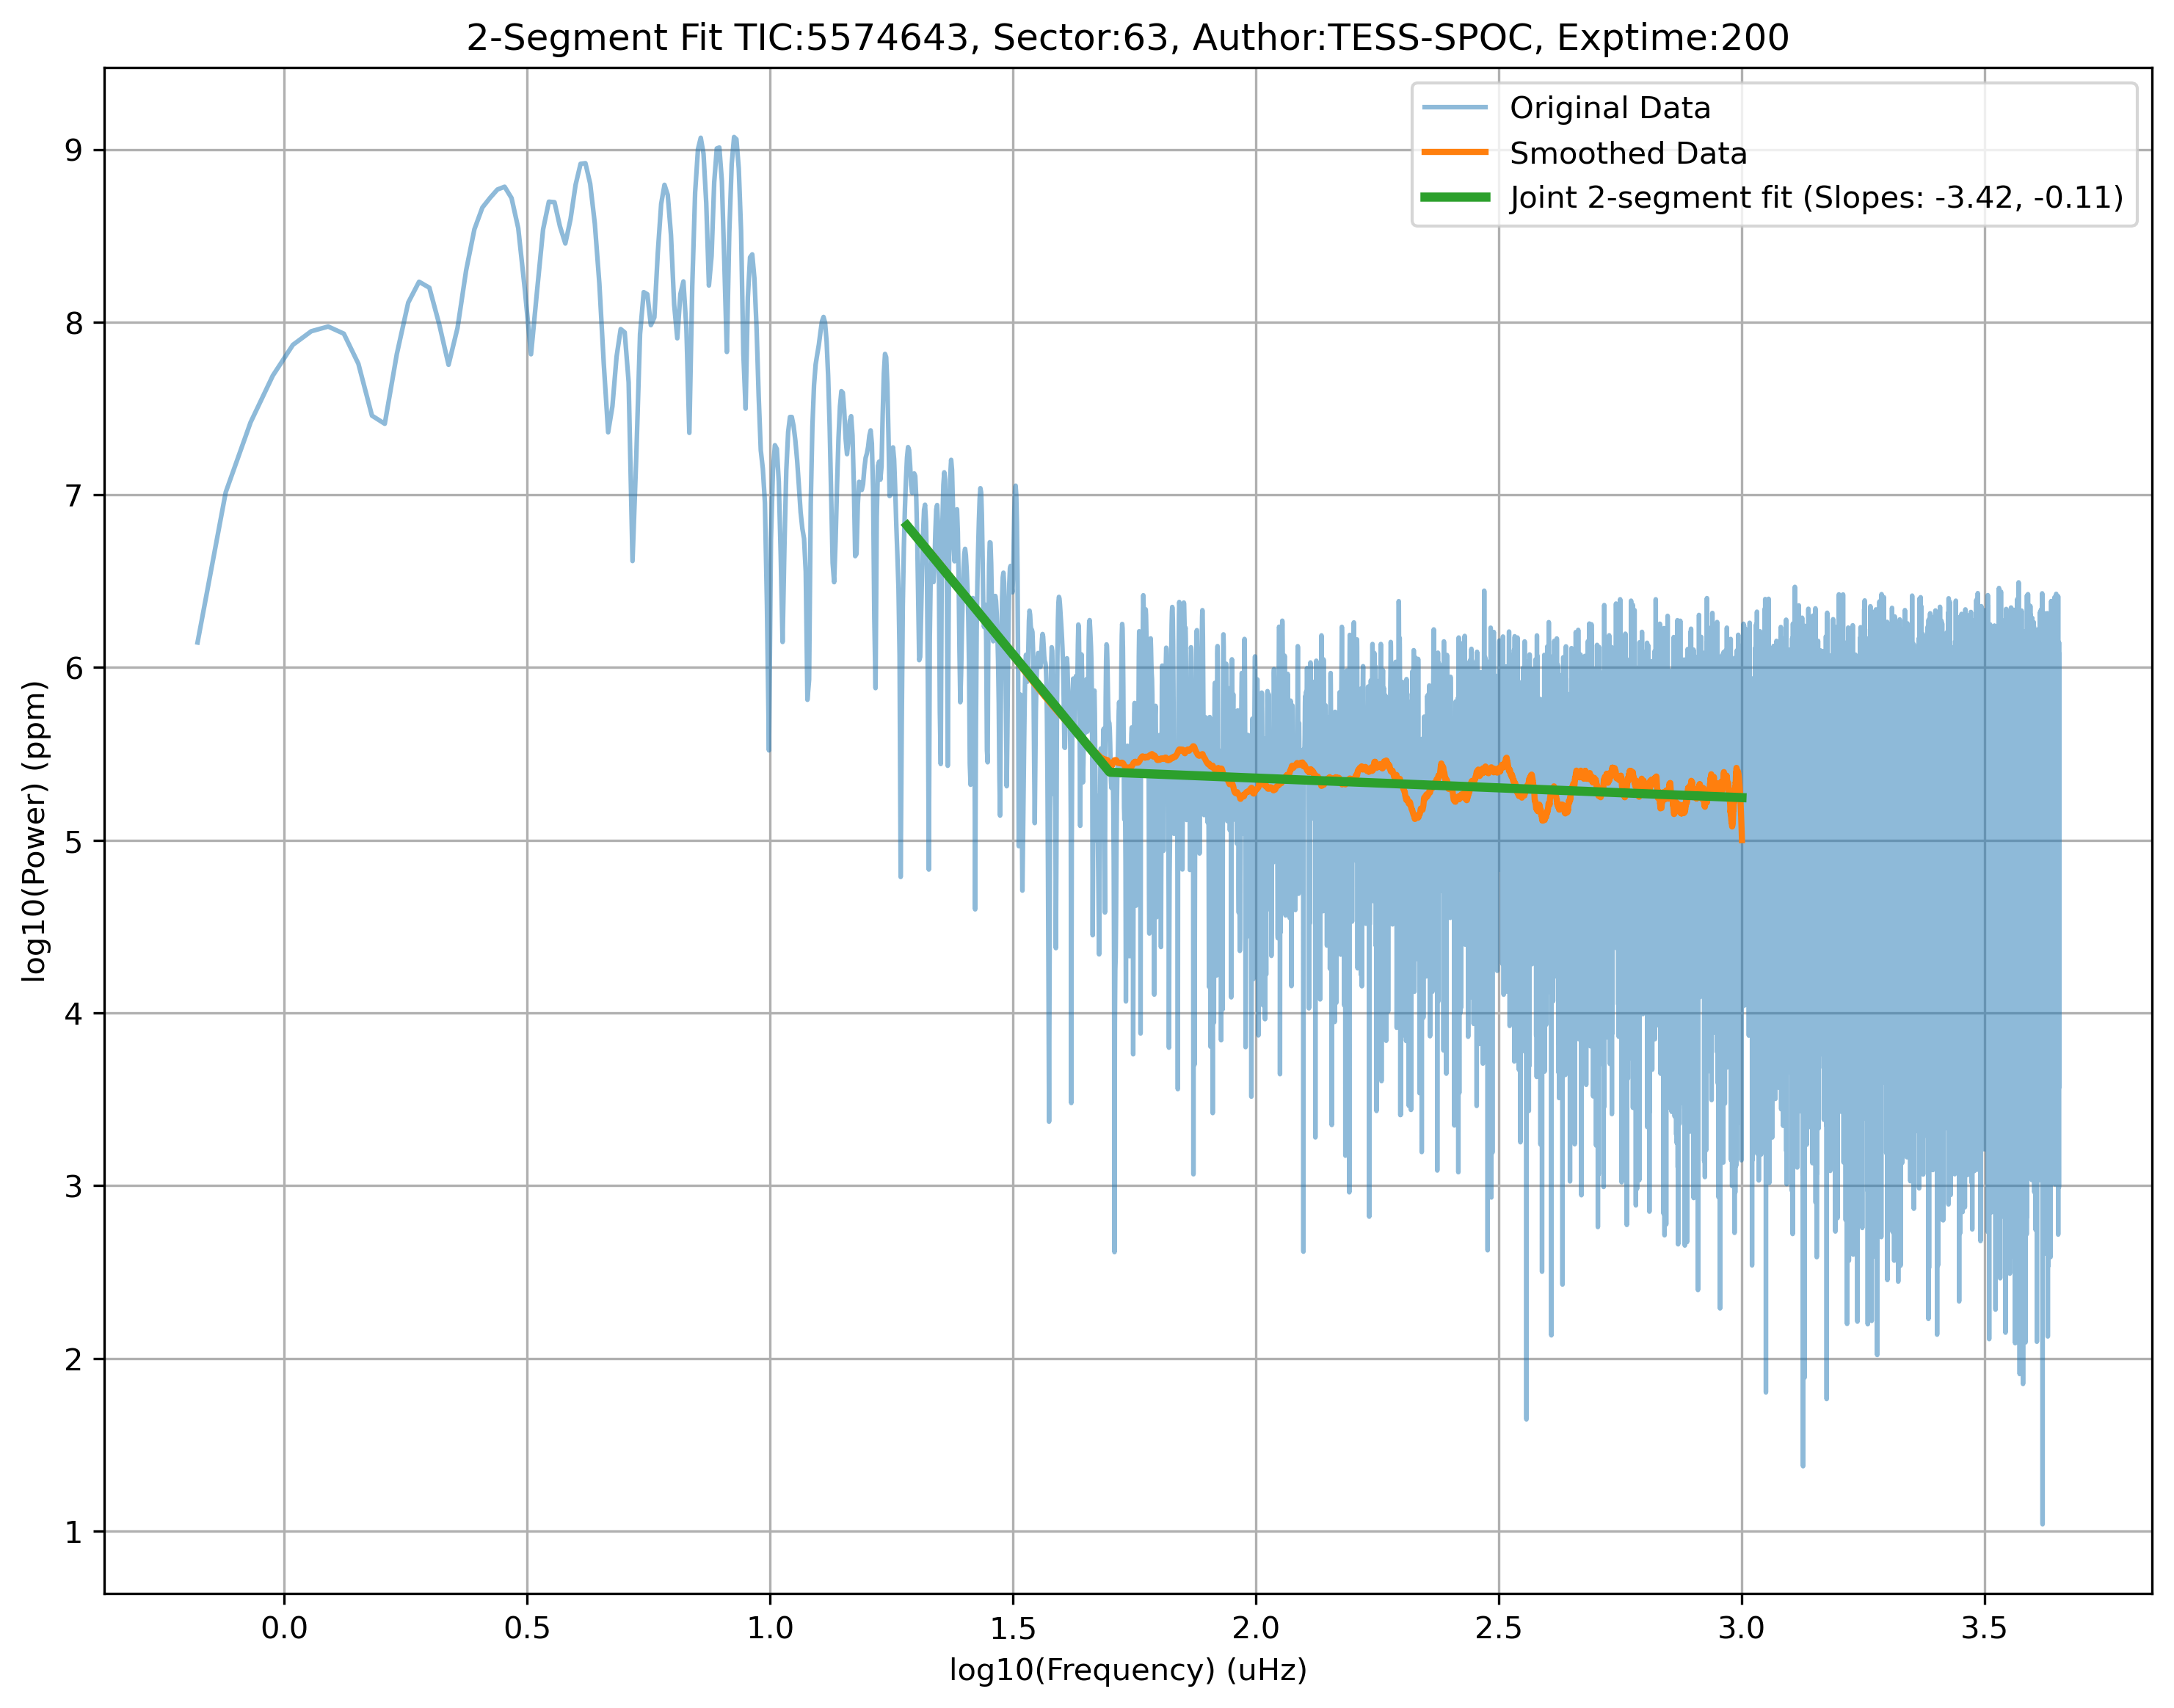 2-Segment Fit TIC:5574643, Sector:63, Author:TESS-SPOC, Exptime:200
Original Data
Smoothed Data
Joint 2-segment fit (Slopes: -3.42, -0.11)
log10(Power) (ppm)
9
8
7
6
5
4
3
2
1
0.0 0.5 1.0 1.5 2.0 2.5 3.0 3.5
log10(Frequency) (uHz)